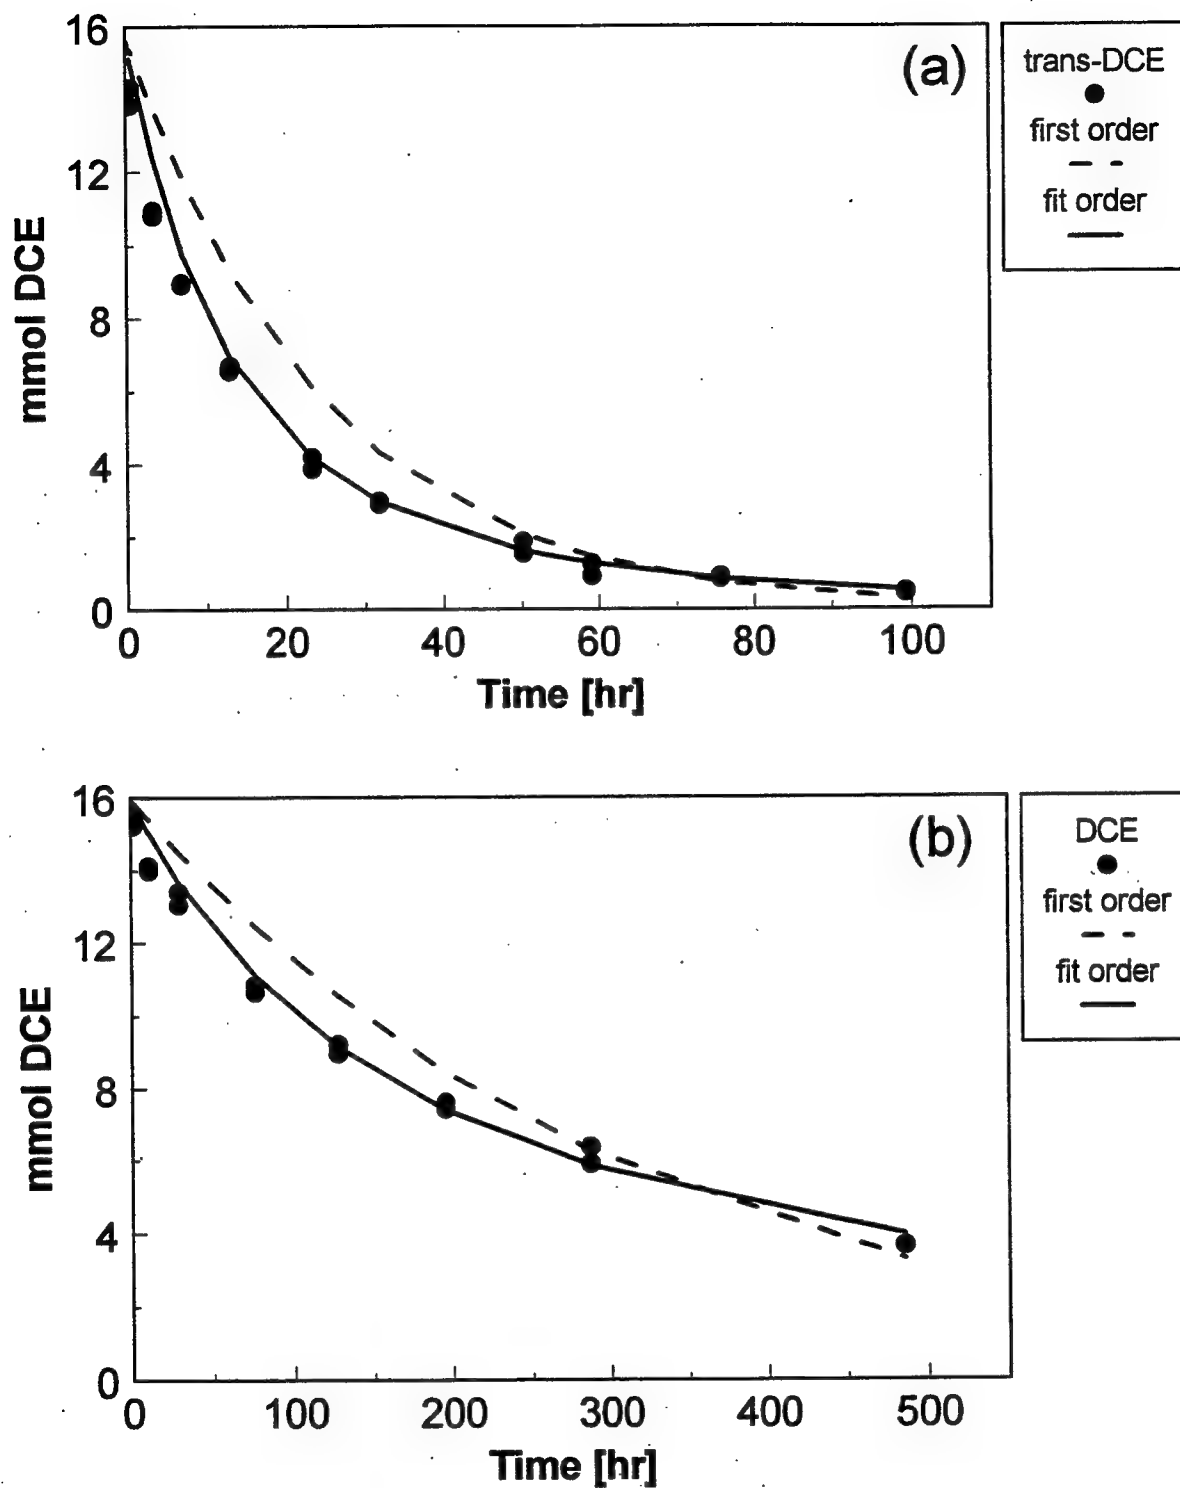 16
(a)
trans-DCE
first order
fit order
12
8
4
0
mmol DCE
0 20 40 60 80 100
Time [hr]
16
(b)
DCE
first order
fit order
12
8
4
0
mmol DCE
0 100 200 300 400 500
Time [hr]